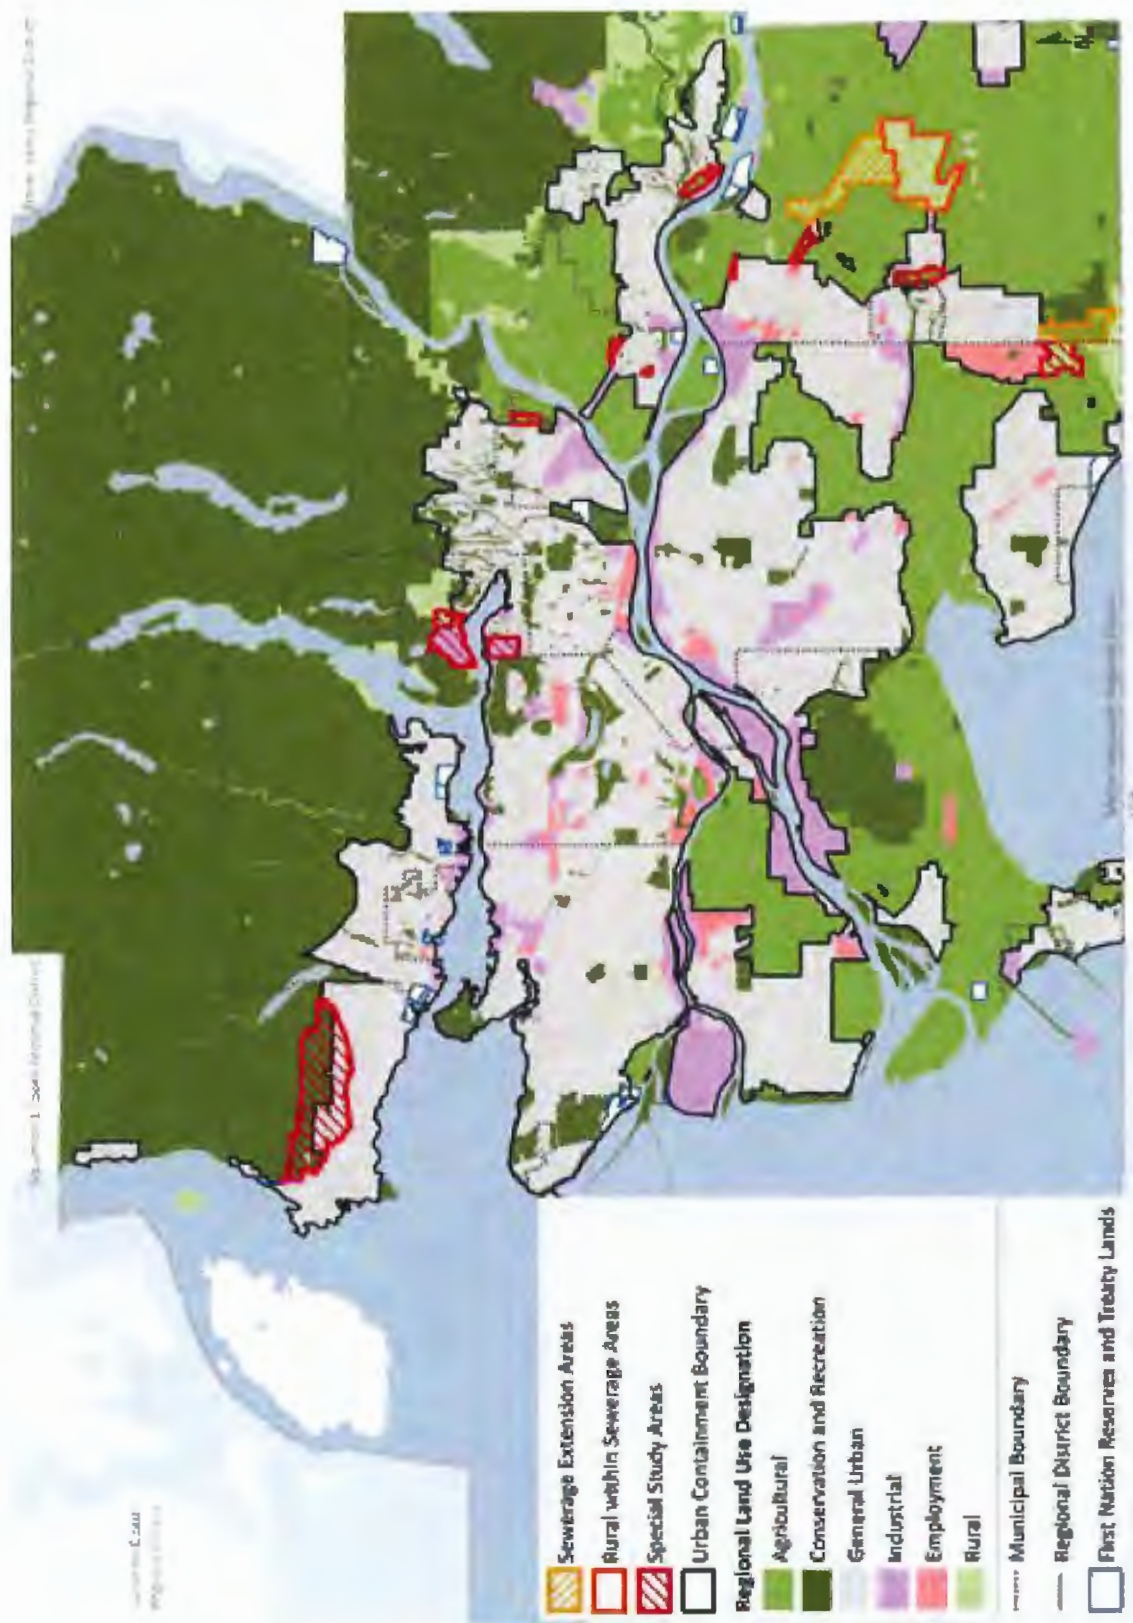 Sewerage Extension Areas
Rural within Sewerage Areas
Special Study Areas
Urban Containment Boundary
Regional Land Use Designation
Agricultural
Conservation and Recreation
General Urban
Industrial
Employment
Rural
Municipal Boundary
Regional District Boundary
First Nation Reserves and Treaty Lands